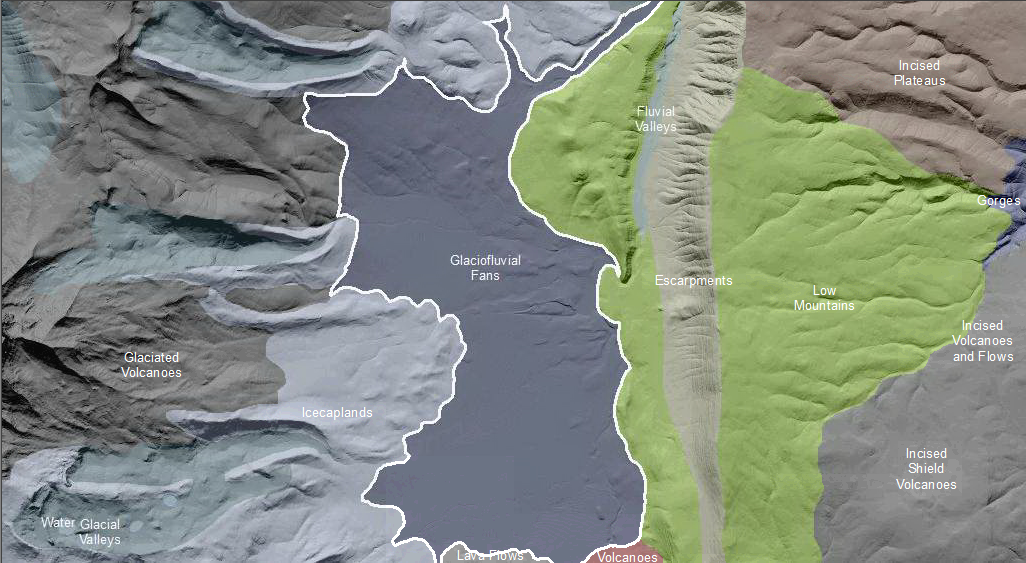 Incised
Plateaus
Fluvial
Valleys
Gorges
Glaciofluvial
Fans
Escarpments
Low
Mountains
Incised
Volcanoes
and Flows
Glaciated
Volcanoes
Icecaplands
Incised
Shield
Volcanoes
Water
Glacial
Valleys
Lava Flows
Volcanoes